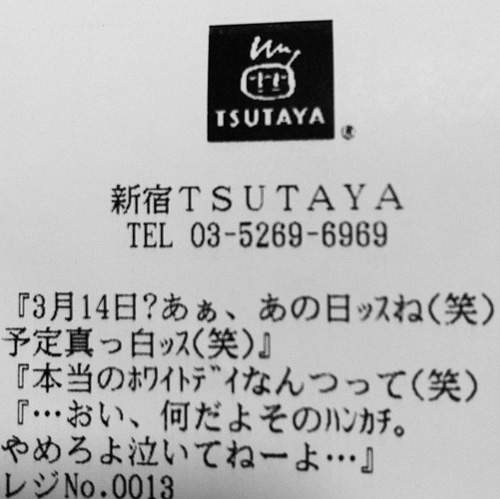 TSUTAYA
®
新宿TSUTAYA
TEL 03-5269-6969
『3月14日?あぁ、あの日ｯｽね(笑)
予定真っ白ｯｽ(笑)』
『本当のﾎﾜｲﾄﾃﾞｲなんつって(笑)
『…おい、何だよそのﾊﾝｶﾁ。
やめろよ泣いてねーよ…』
レジNo.0013